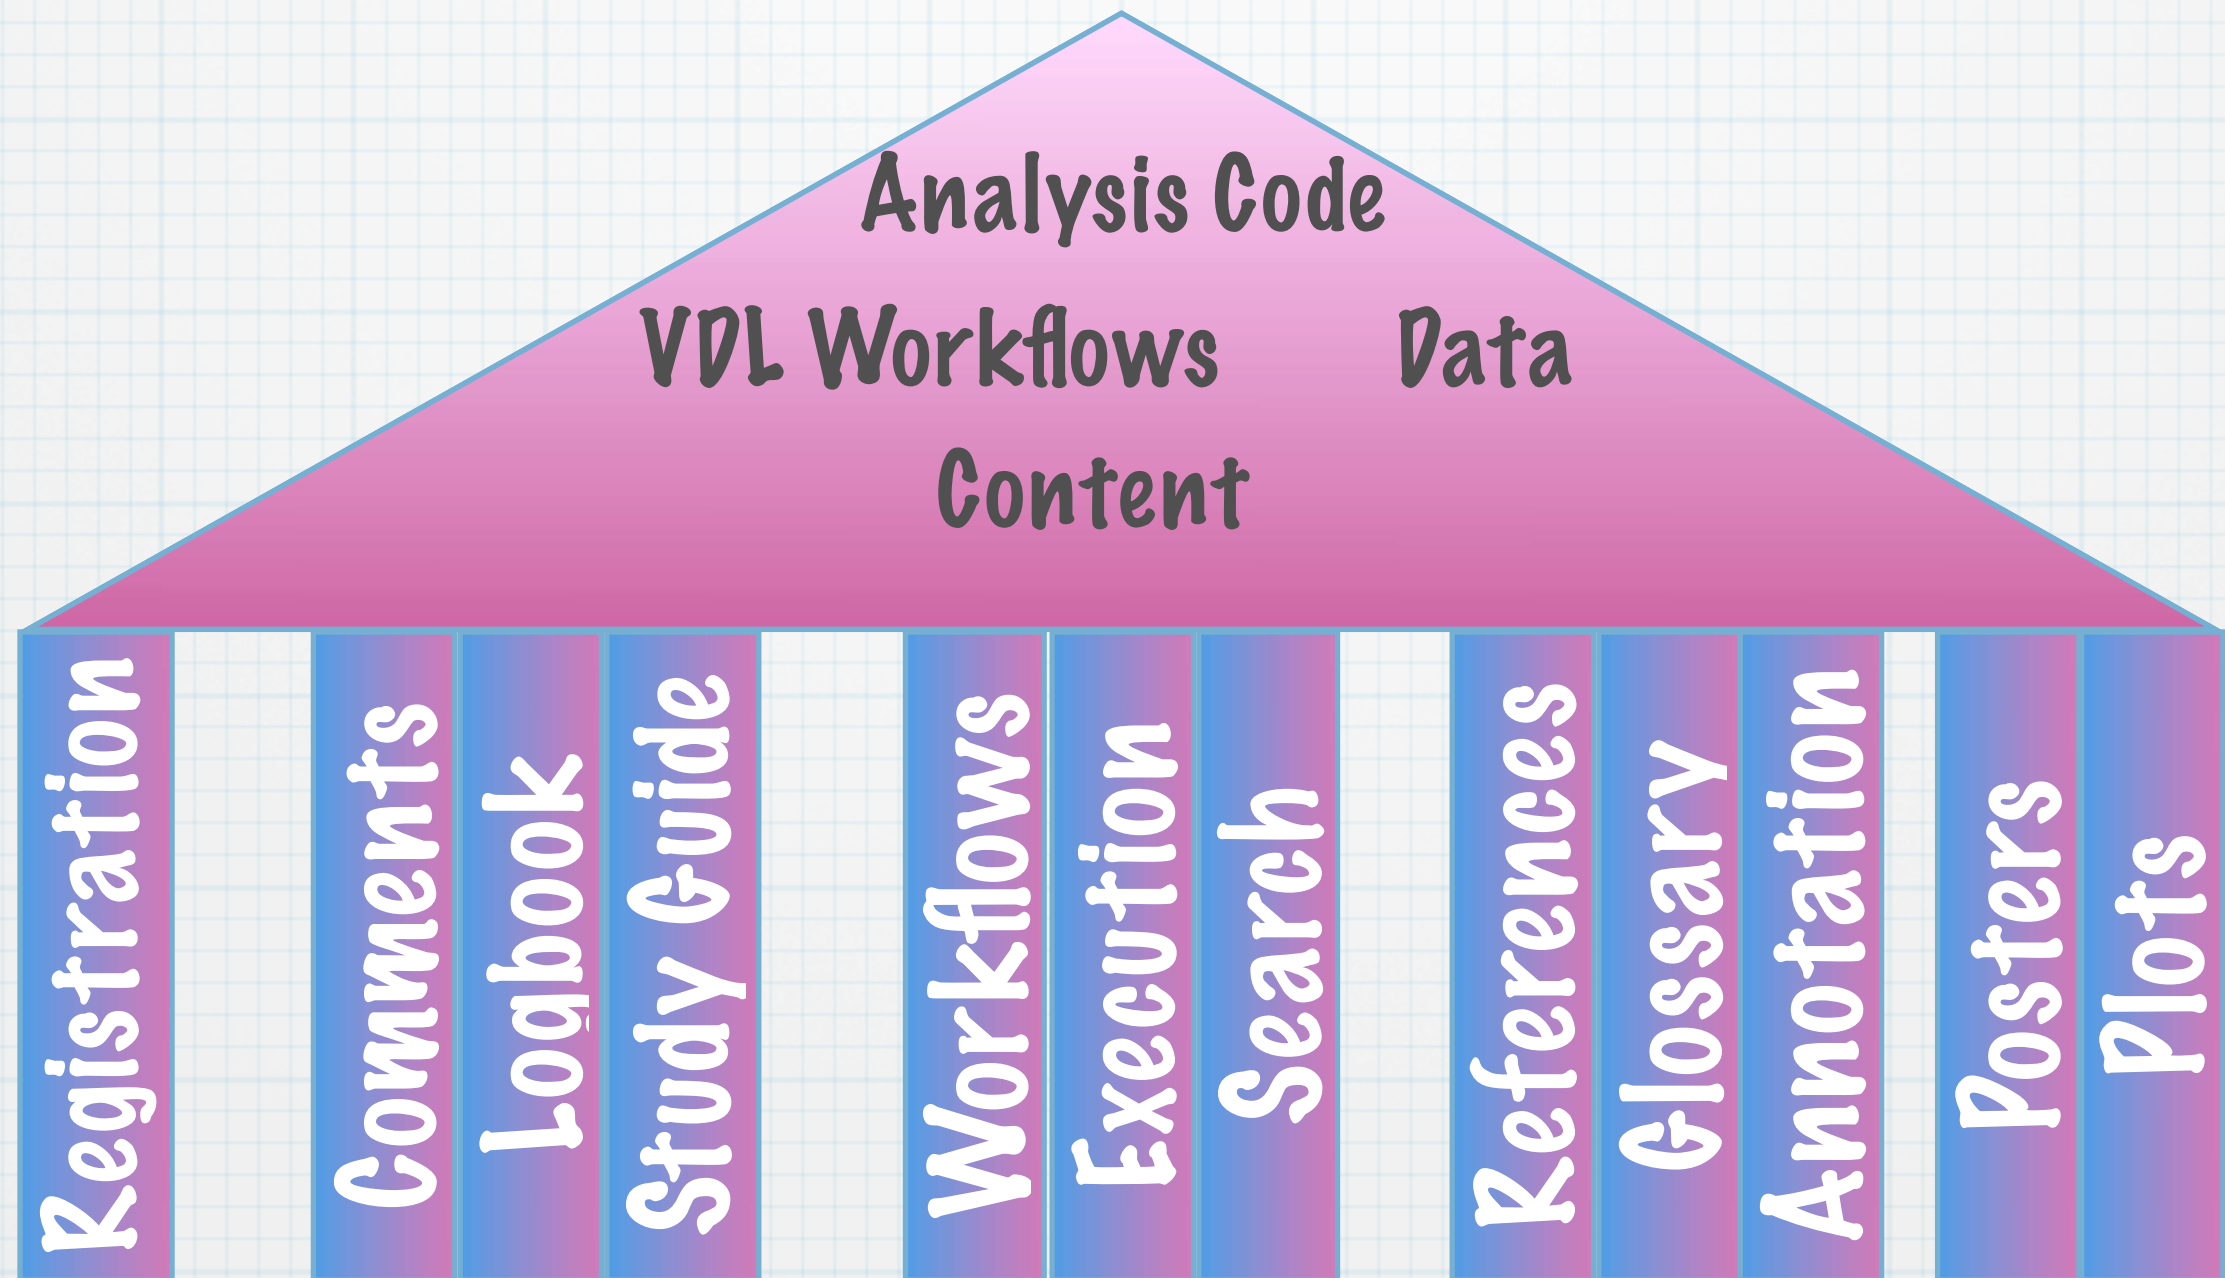 Analysis Code
VDL Workflows Data
Content
Registration
Comments
Logbook
Study Guide
Workflows
Execution
Search
References
Glossary
Annotation
Posters
Plots